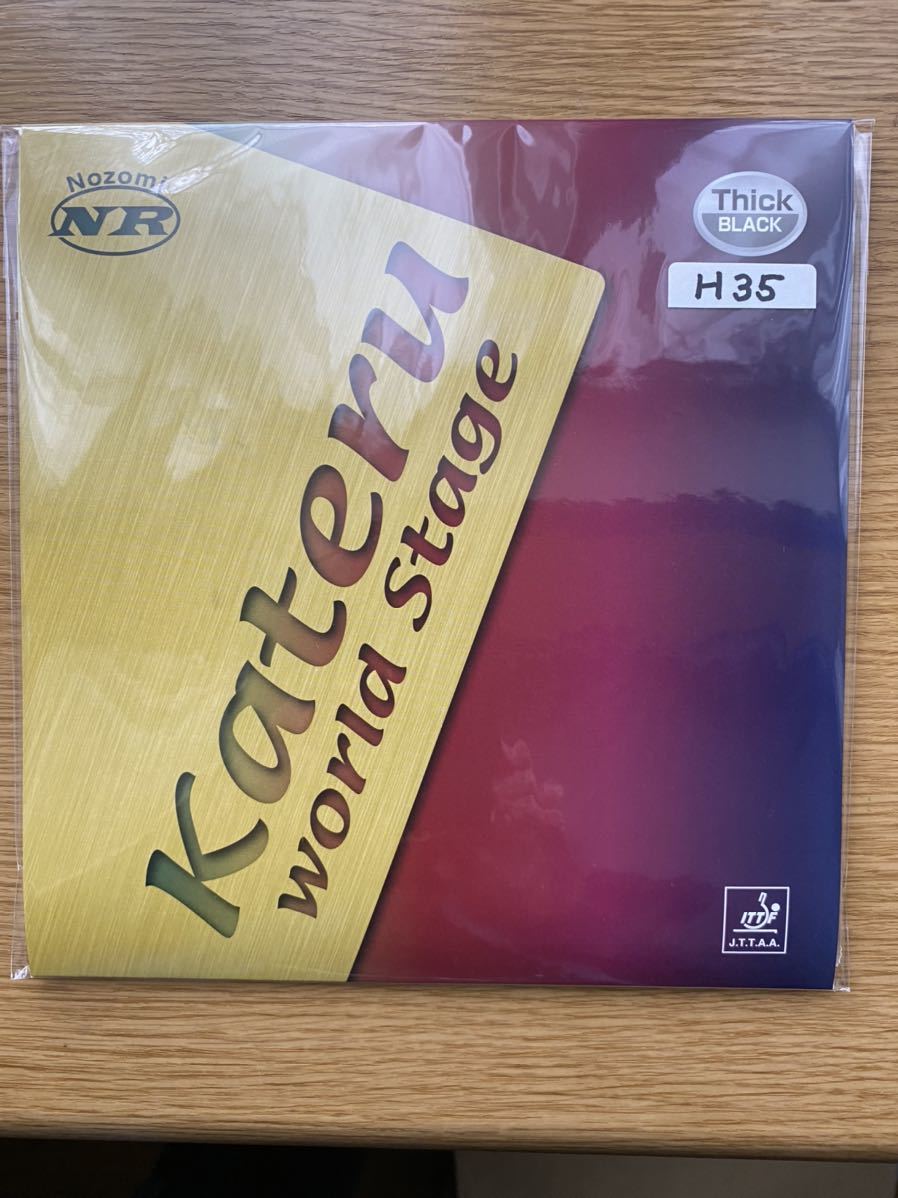 Nozomi
NR
Thick
BLACK
H35
Kateru
world Stage
ITTF
J.T.T.A.A.